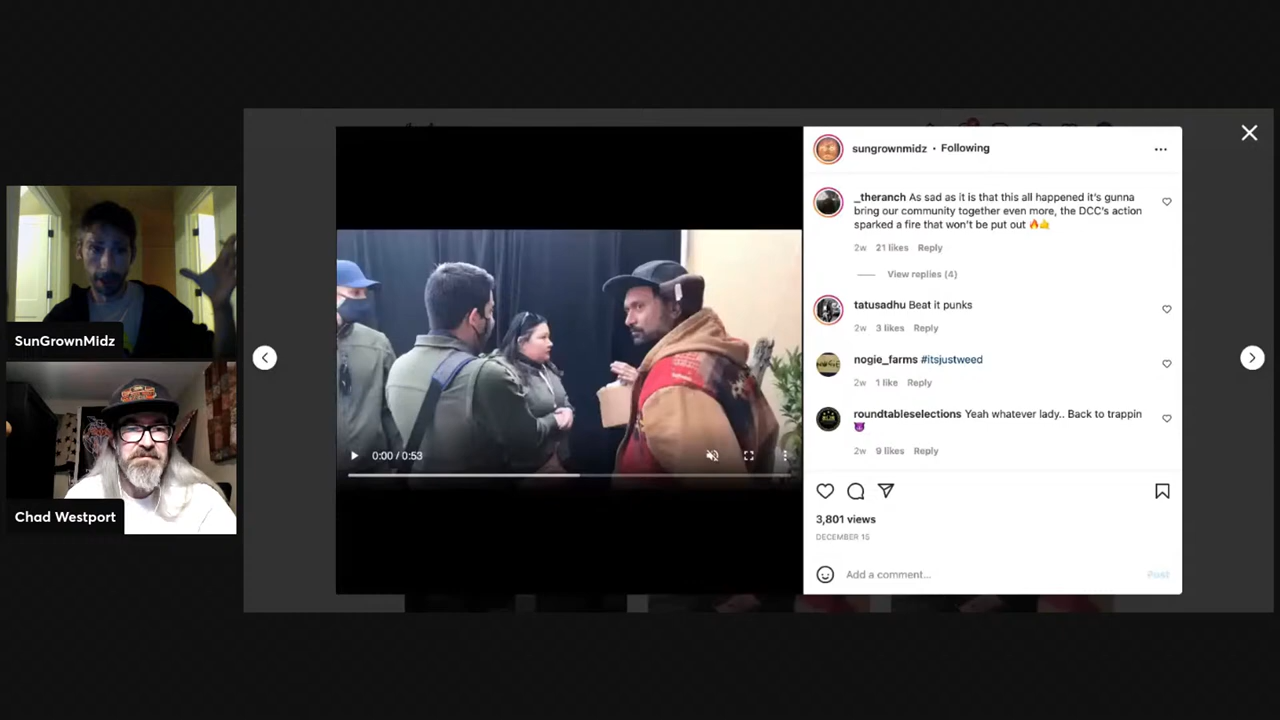 SunGrownMidz
Chad Westport
0:00 / 0:53
sungrownmidz • Following
_theranch As sad as it is that this all happened it's gunna
bring our community together even more, the DCC's action
sparked a fire that won't be put out 🔥🤙
2w 21 likes Reply
View replies (4)
tatusadhu Beat it punks
2w 3 likes Reply
nogie_farms #itsjustweed
2w 1 like Reply
roundtableselections Yeah whatever lady.. Back to trappin
😈
2w 9 likes Reply
3,801 views
DECEMBER 15
Add a comment...
Post